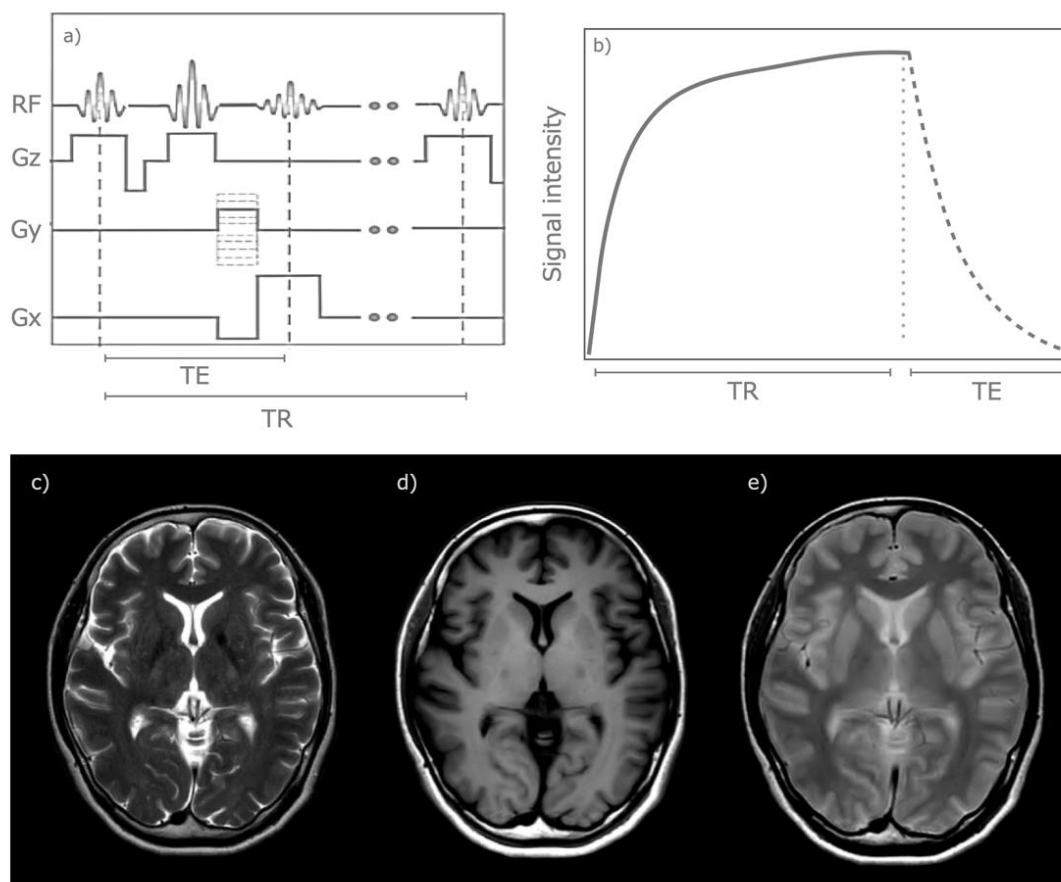 a)
RF
Gz
Gy
Gx
TE
TR
b)
Signal intensity
TR
TE
c)
d)
e)